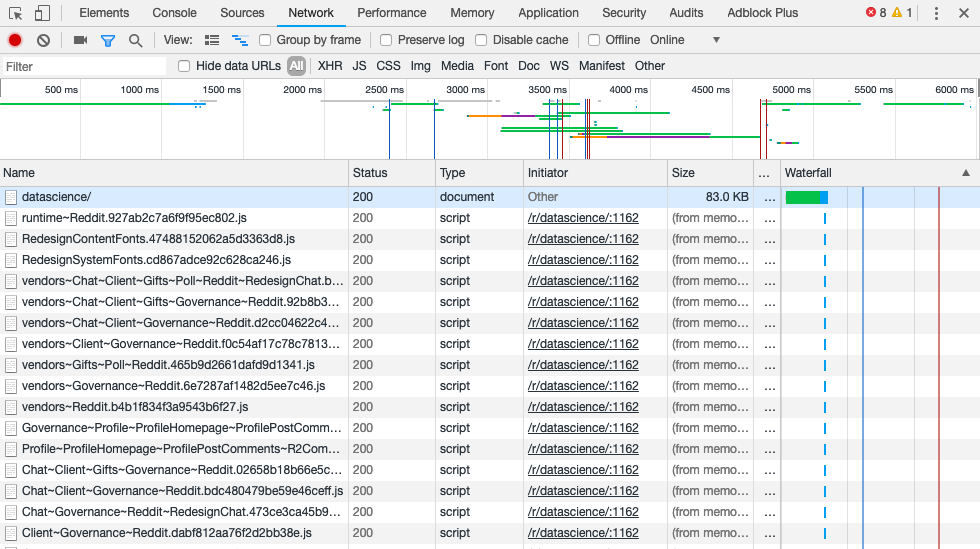 Elements Console Sources Network Performance Memory Application Security Audits Adblock Plus 8 1
View: Group by frame Preserve log Disable cache Offline Online
Filter Hide data URLs All XHR JS CSS Img Media Font Doc WS Manifest Other
500 ms 1000 ms 1500 ms 2000 ms 2500 ms 3000 ms 3500 ms 4000 ms 4500 ms 5000 ms 5500 ms 6000 ms
Name Status Type Initiator Size ... Waterfall
datascience/ 200 document Other 83.0 KB ...
runtime~Reddit.927ab2c7a6f9f95ec802.js 200 script /r/datascience/:1162 (from memo... ...
RedesignContentFonts.47488152062a5d3363d8.js 200 script /r/datascience/:1162 (from memo... ...
RedesignSystemFonts.cd867adce92c628ca246.js 200 script /r/datascience/:1162 (from memo... ...
vendors~Chat~Client~Gifts~Poll~Reddit~RedesignChat.b... 200 script /r/datascience/:1162 (from memo... ...
vendors~Chat~Client~Gifts~Governance~Reddit.92b8b3... 200 script /r/datascience/:1162 (from memo... ...
vendors~Chat~Client~Governance~Reddit.d2cc04622c4... 200 script /r/datascience/:1162 (from memo... ...
vendors~Client~Governance~Reddit.f0c54af17c78c7813... 200 script /r/datascience/:1162 (from memo... ...
vendors~Gifts~Poll~Reddit.465b9d2661dafd9d1341.js 200 script /r/datascience/:1162 (from memo... ...
vendors~Governance~Reddit.6e7287af1482d5ee7c46.js 200 script /r/datascience/:1162 (from memo... ...
vendors~Reddit.b4b1f834f3a9543b6f27.js 200 script /r/datascience/:1162 (from memo... ...
Governance~Profile~ProfileHomepage~ProfilePostComm... 200 script /r/datascience/:1162 (from memo... ...
Profile~ProfileHomepage~ProfilePostComments~R2Com... 200 script /r/datascience/:1162 (from memo... ...
Chat~Client~Gifts~Governance~Reddit.02658b18b66e5c... 200 script /r/datascience/:1162 (from memo... ...
Chat~Client~Governance~Reddit.bdc480479be59e46ceff.js 200 script /r/datascience/:1162 (from memo... ...
Chat~Governance~Reddit~RedesignChat.473ce3ca45b9... 200 script /r/datascience/:1162 (from memo... ...
Client~Governance~Reddit.dabf812aa76f2d2bb38e.js 200 script /r/datascience/:1162 (from memo... ...